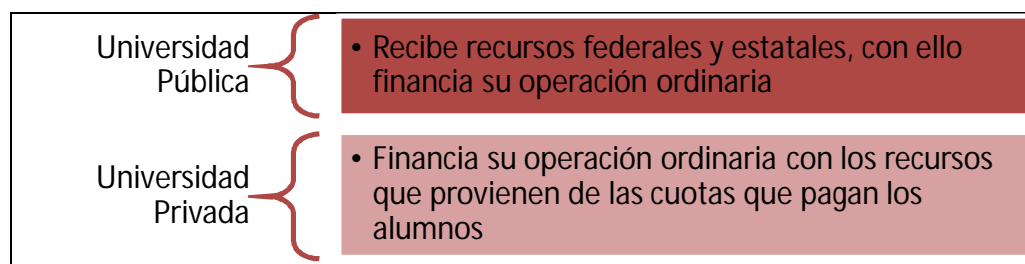 Universidad
Pública
• Recibe recursos federales y estatales, con ello
financia su operación ordinaria
Universidad
Privada
• Financia su operación ordinaria con los recursos
que provienen de las cuotas que pagan los
alumnos